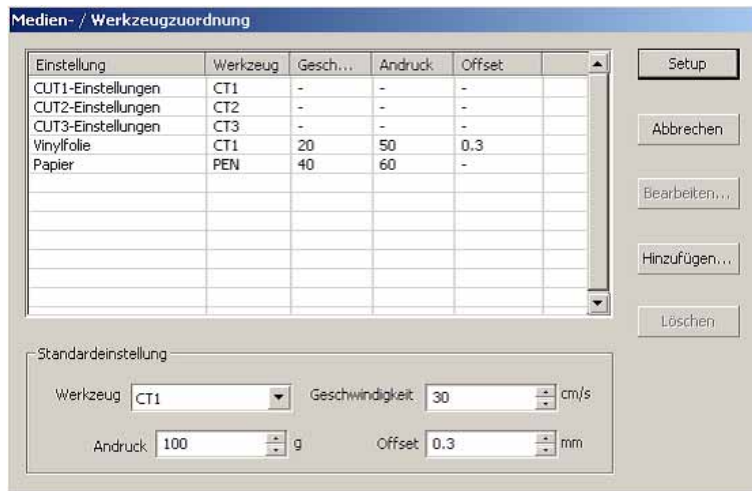 Medien- / Werkzeugzuordnung
Einstellung Werkzeug Gesch... Andruck Offset
CUT1-Einstellungen CT1 - - -
CUT2-Einstellungen CT2 - - -
CUT3-Einstellungen CT3 - - -
Vinylfolie CT1 20 50 0.3
Papier PEN 40 60 -
Setup
Abbrechen
Bearbeiten...
Hinzufügen...
Löschen
Standardeinstellung
Werkzeug CT1 Geschwindigkeit 30 cm/s
Andruck 100 g Offset 0.3 mm